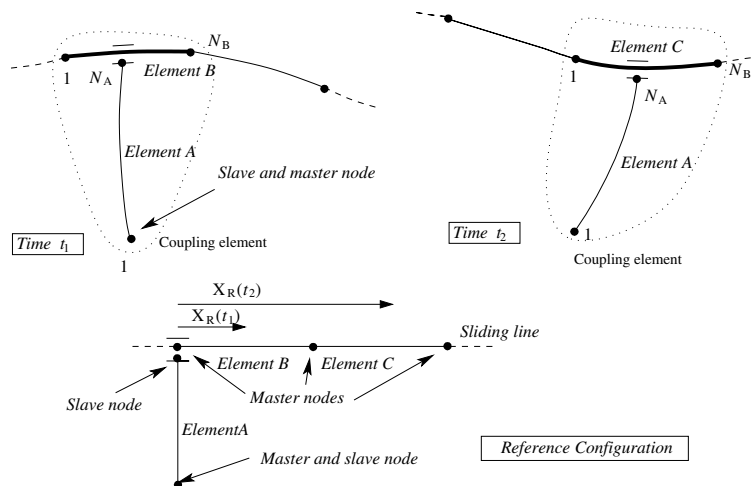 N_B
1
N_A
Element B
Element A
Slave and master node
Time t_1
Coupling element
1
Element C
1
N_B
N_A
Element A
Time t_2
1
Coupling element
X_R(t_2)
X_R(t_1)
Sliding line
Element B
Element C
Slave node
Master nodes
ElementA
Master and slave node
Reference Configuration